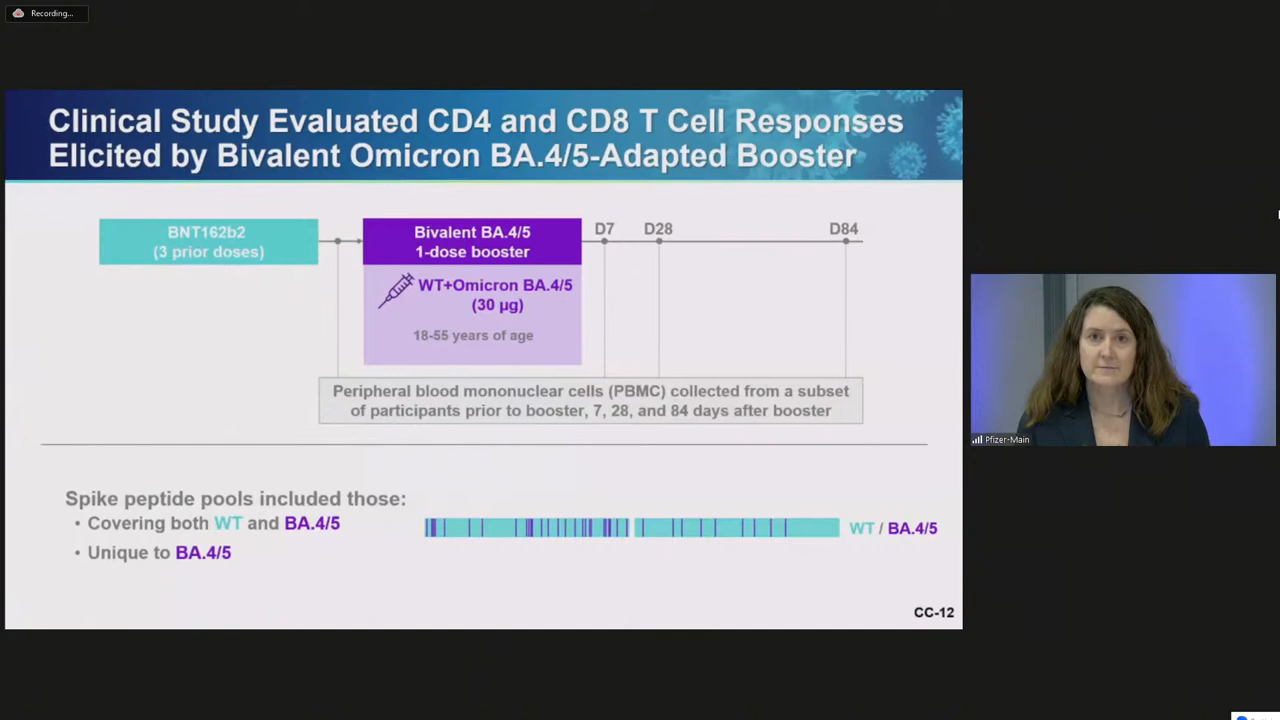 Recording...
Clinical Study Evaluated CD4 and CD8 T Cell Responses
Elicited by Bivalent Omicron BA.4/5-Adapted Booster
BNT162b2
(3 prior doses)
Bivalent BA.4/5
1-dose booster
D7
D28
D84
WT+Omicron BA.4/5
(30 µg)
18-55 years of age
Peripheral blood mononuclear cells (PBMC) collected from a subset
of participants prior to booster, 7, 28, and 84 days after booster
Pfizer-Main
Spike peptide pools included those:
• Covering both WT and BA.4/5
• Unique to BA.4/5
WT / BA.4/5
CC-12